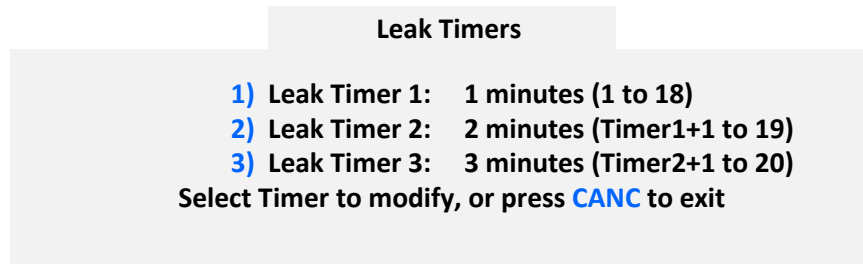 Leak Timers
1) Leak Timer 1: 1 minutes (1 to 18)
2) Leak Timer 2: 2 minutes (Timer1+1 to 19)
3) Leak Timer 3: 3 minutes (Timer2+1 to 20)
Select Timer to modify, or press CANC to exit